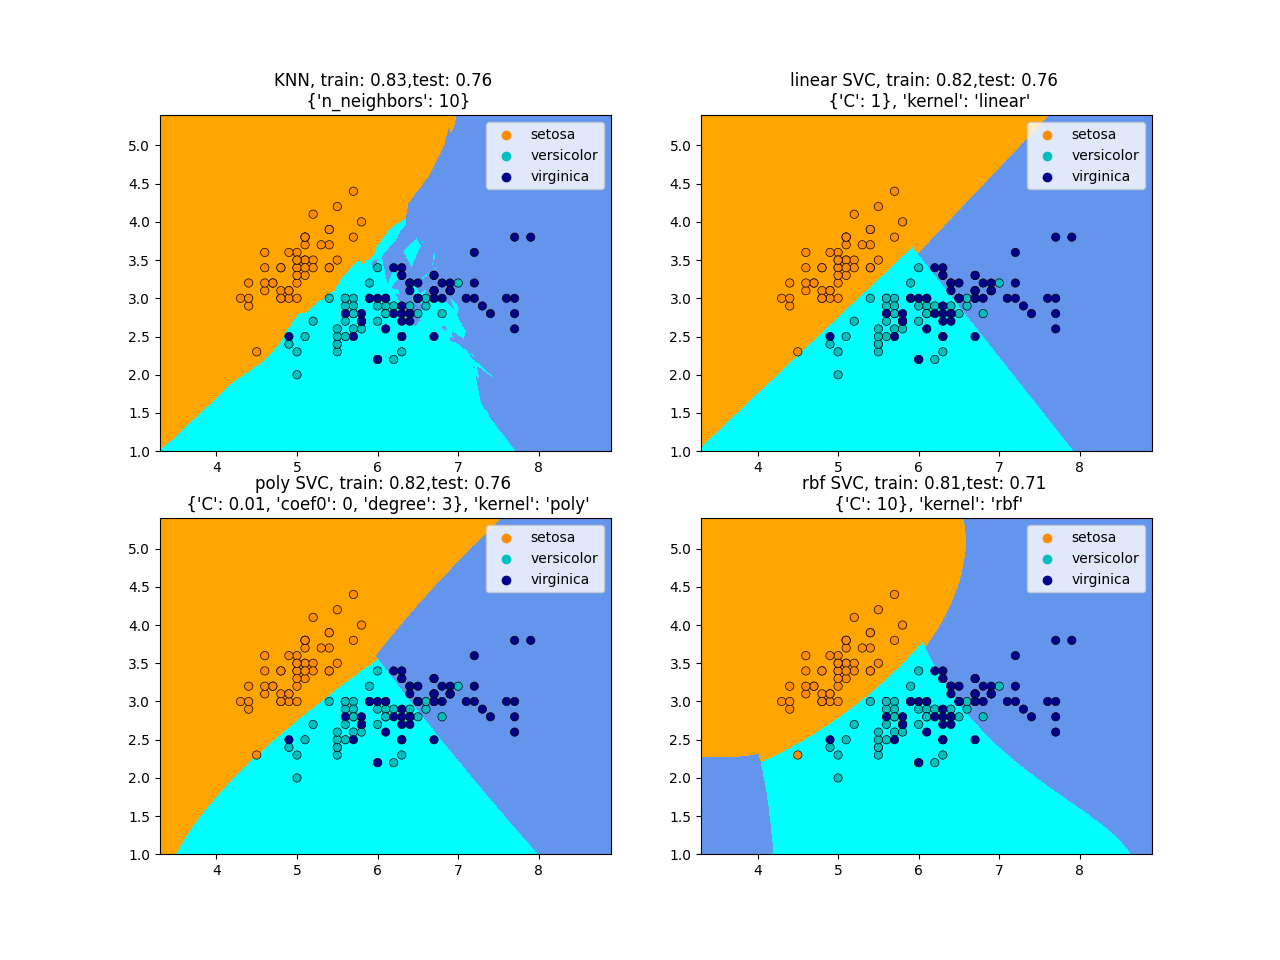 KNN, train: 0.83,test: 0.76
{'n_neighbors': 10}
setosa
versicolor
virginica
5.0
4.5
4.0
3.5
3.0
2.5
2.0
1.5
1.0
4 5 6 7 8
linear SVC, train: 0.82,test: 0.76
{'C': 1}, 'kernel': 'linear'
setosa
versicolor
virginica
5.0
4.5
4.0
3.5
3.0
2.5
2.0
1.5
1.0
4 5 6 7 8
poly SVC, train: 0.82,test: 0.76
{'C': 0.01, 'coef0': 0, 'degree': 3}, 'kernel': 'poly'
setosa
versicolor
virginica
5.0
4.5
4.0
3.5
3.0
2.5
2.0
1.5
1.0
4 5 6 7 8
rbf SVC, train: 0.81,test: 0.71
{'C': 10}, 'kernel': 'rbf'
setosa
versicolor
virginica
5.0
4.5
4.0
3.5
3.0
2.5
2.0
1.5
1.0
4 5 6 7 8